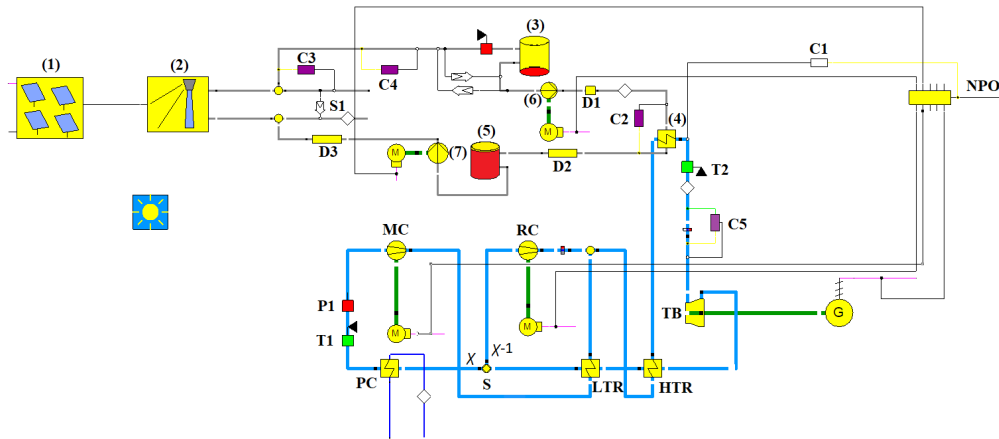 (1)
(2)
C3
C4
(3)
C1
NPO
S1
(6)
D1
M
C2
(4)
D3
M
(7)
(5)
D2
T2
MC
RC
C5
P1
T1
M
M
TB
G
X
X-1
PC
S
LTR
HTR